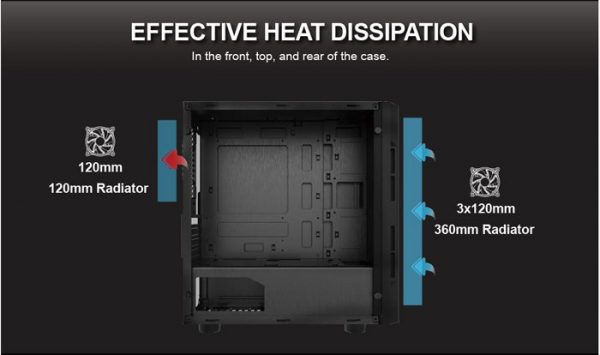 EFFECTIVE HEAT DISSIPATION
In the front, top, and rear of the case.
120mm
120mm Radiator
3x120mm
360mm Radiator